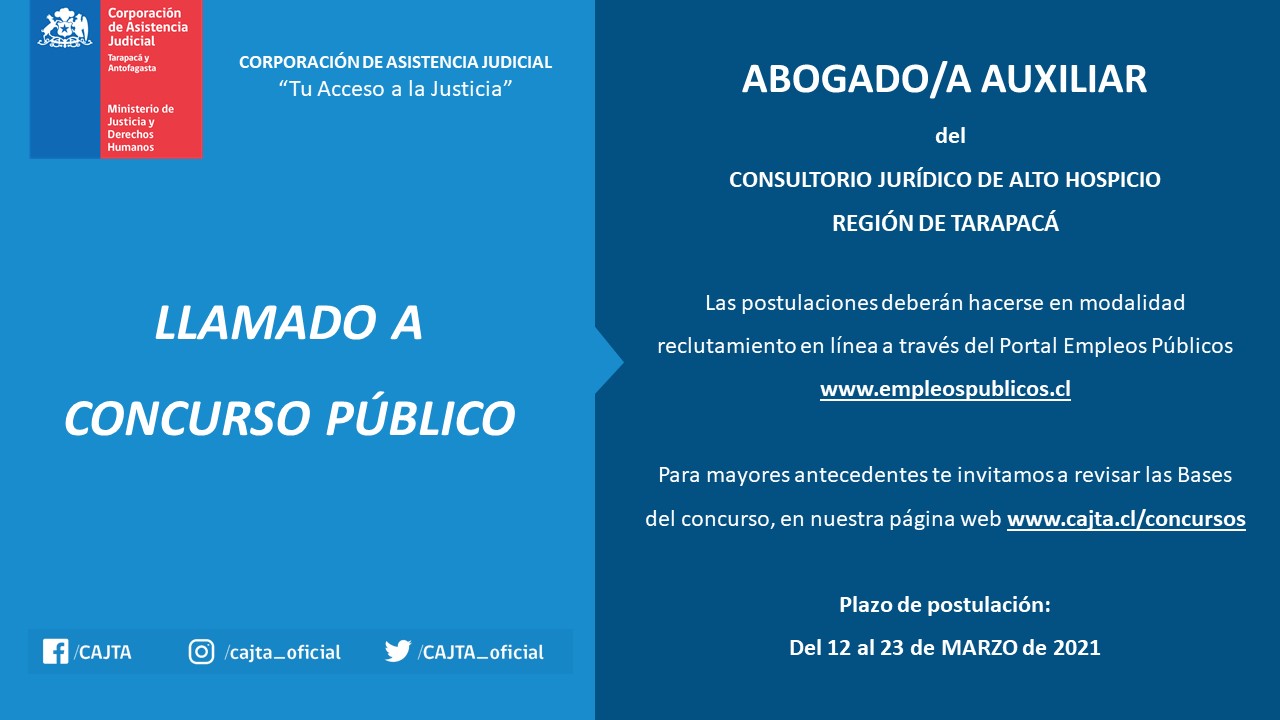 Corporación
de Asistencia
Judicial
Tarapacá y
Antofagasta
Ministerio de
Justicia y
Derechos
Humanos
CORPORACIÓN DE ASISTENCIA JUDICIAL
“Tu Acceso a la Justicia”
LLAMADO A
CONCURSO PÚBLICO
/CAJTA
/cajta_oficial
/CAJTA_oficial
ABOGADO/A AUXILIAR
del
CONSULTORIO JURÍDICO DE ALTO HOSPICIO
REGIÓN DE TARAPACÁ
Las postulaciones deberán hacerse en modalidad
reclutamiento en línea a través del Portal Empleos Públicos
www.empleospublicos.cl
Para mayores antecedentes te invitamos a revisar las Bases
del concurso, en nuestra página web www.cajta.cl/concursos
Plazo de postulación:
Del 12 al 23 de MARZO de 2021